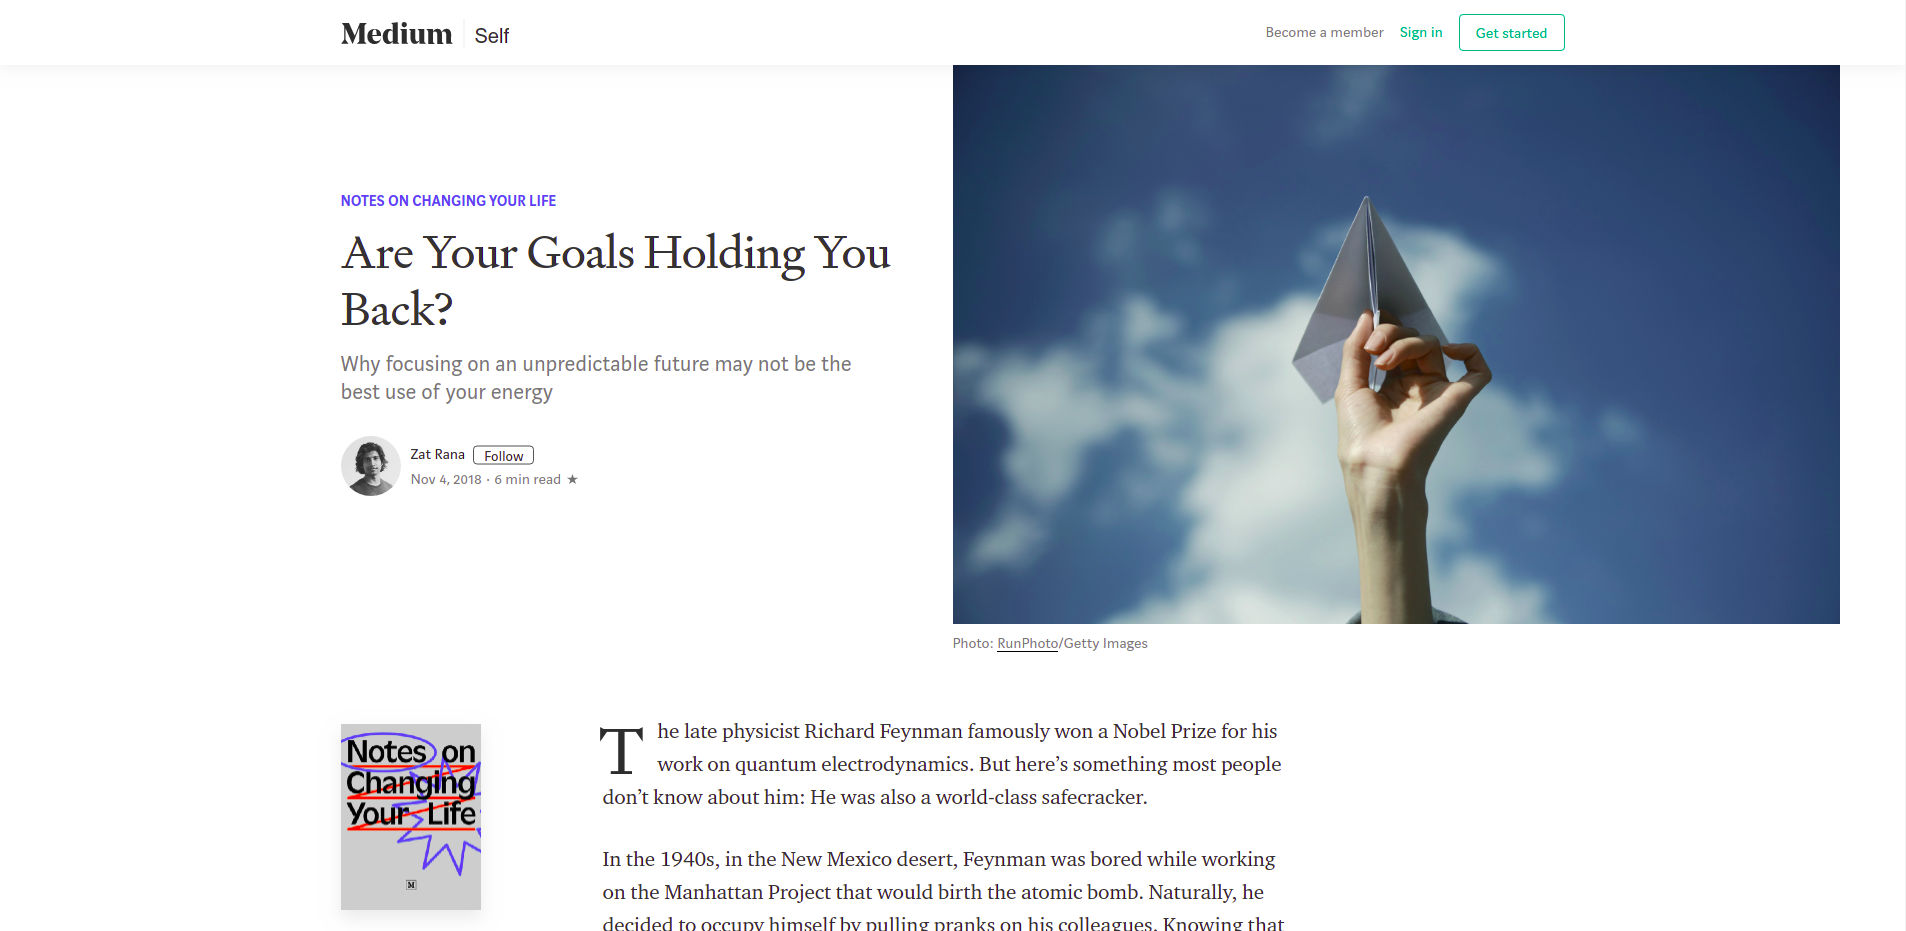 Medium Self
Become a member Sign in Get started
NOTES ON CHANGING YOUR LIFE
Are Your Goals Holding You
Back?
Why focusing on an unpredictable future may not be the
best use of your energy
Zat Rana Follow
Nov 4, 2018 · 6 min read ★
Photo: RunPhoto/Getty Images
Notes on
Changing
Your Life
M
The late physicist Richard Feynman famously won a Nobel Prize for his
work on quantum electrodynamics. But here’s something most people
don’t know about him: He was also a world-class safecracker.
In the 1940s, in the New Mexico desert, Feynman was bored while working
on the Manhattan Project that would birth the atomic bomb. Naturally, he
decided to occupy himself by pulling pranks on his colleagues. Knowing that